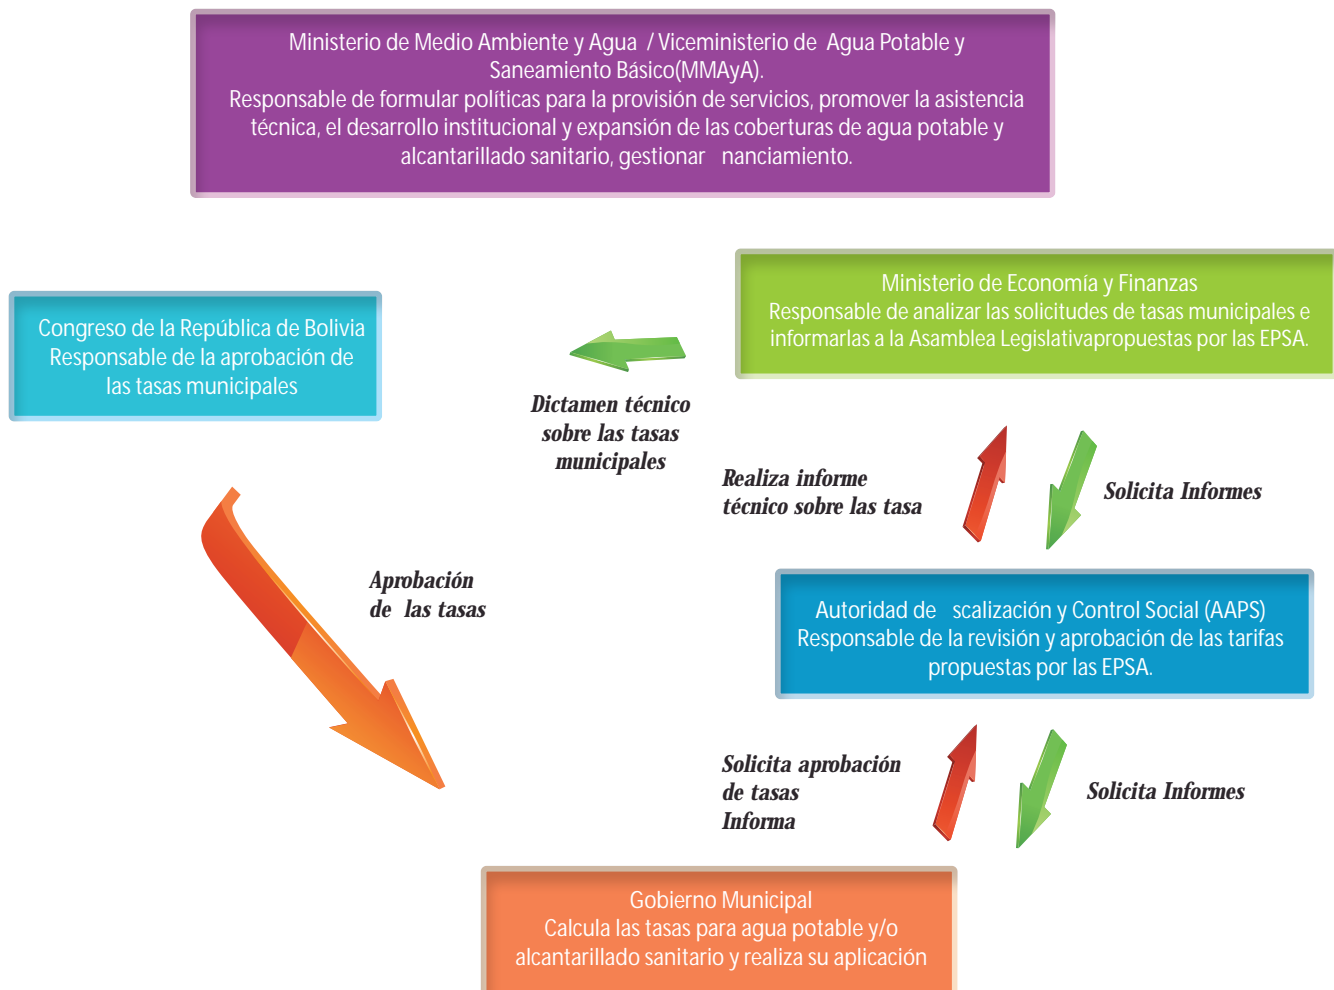 Ministerio de Medio Ambiente y Agua / Viceministerio de Agua Potable y
Saneamiento Básico(MMAyA).
Responsable de formular políticas para la provisión de servicios, promover la asistencia
técnica, el desarrollo institucional y expansión de las coberturas de agua potable y
alcantarillado sanitario, gestionar nanciamiento.
Ministerio de Economía y Finanzas
Responsable de analizar las solicitudes de tasas municipales e
informarlas a la Asamblea Legislativapropuestas por las EPSA.
Congreso de la República de Bolivia
Responsable de la aprobación de
las tasas municipales
Dictamen técnico
sobre las tasas
municipales
Realiza informe
técnico sobre las tasa
Solicita Informes
Aprobación
de las tasas
Autoridad de scalización y Control Social (AAPS)
Responsable de la revisión y aprobación de las tarifas
propuestas por las EPSA.
Solicita aprobación
de tasas
Informa
Solicita Informes
Gobierno Municipal
Calcula las tasas para agua potable y/o
alcantarillado sanitario y realiza su aplicación